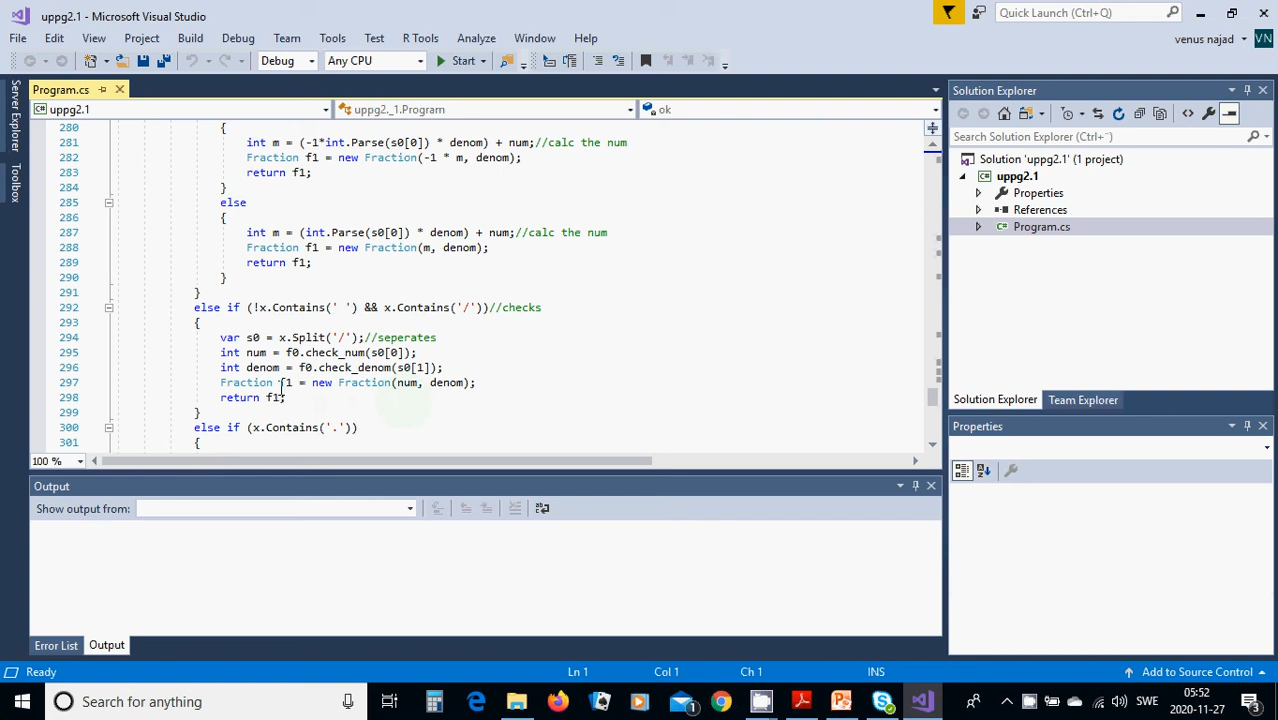 uppg2.1 - Microsoft Visual Studio
Quick Launch (Ctrl+Q)
File Edit View Project Build Debug Team Tools Test R Tools Analyze Window Help
venus najad VN
Debug Any CPU Start
Server Explorer
Toolbox
Program.cs
uppg2.1 uppg2._1.Program ok
280 {
281 int m = (-1*int.Parse(s0[0]) * denom) + num;//calc the num
282 Fraction f1 = new Fraction(-1 * m, denom);
283 return f1;
284 }
285 else
286 {
287 int m = (int.Parse(s0[0]) * denom) + num;//calc the num
288 Fraction f1 = new Fraction(m, denom);
289 return f1;
290 }
291 }
292 else if (!x.Contains(' ') && x.Contains('/'))//checks
293 {
294 var s0 = x.Split('/');//seperates
295 int num = f0.check_num(s0[0]);
296 int denom = f0.check_denom(s0[1]);
297 Fraction f1 = new Fraction(num, denom);
298 return f1;
299 }
300 else if (x.Contains('.'))
301 {
100 %
Output
Show output from:
Error List Output
Solution Explorer
Search Solution Explorer (Ctrl+¨)
Solution 'uppg2.1' (1 project)
uppg2.1
Properties
References
Program.cs
Solution Explorer Team Explorer
Properties
Ready Ln 1 Col 1 Ch 1 INS Add to Source Control
Search for anything
1
SWE
05:52
2020-11-27
3